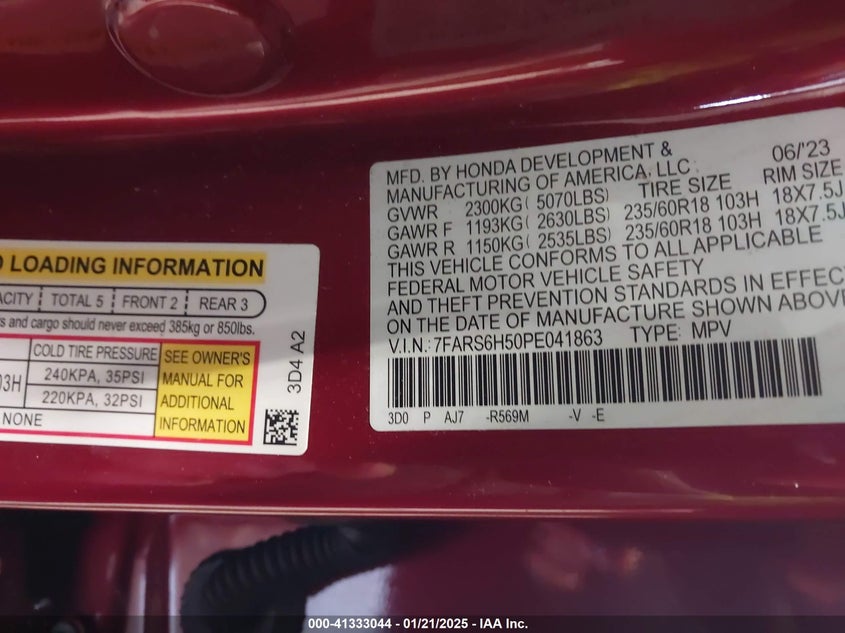 D LOADING INFORMATION
ACITY TOTAL 5 FRONT 2 REAR 3
rs and cargo should never exceed 385kg or 850lbs.
COLD TIRE PRESSURE
03H 240KPA, 35PSI
220KPA, 32PSI
NONE
SEE OWNER'S
MANUAL FOR
ADDITIONAL
INFORMATION
3D4 A2
MFD. BY HONDA DEVELOPMENT & 06/'23
MANUFACTURING OF AMERICA, LLC TIRE SIZE RIM SIZE
GVWR 2300KG( 5070LBS)
GAWR F 1193KG( 2630LBS) 235/60R18 103H 18X7.5J
GAWR R 1150KG( 2535LBS) 235/60R18 103H 18X7.5J
THIS VEHICLE CONFORMS TO ALL APPLICABLE
FEDERAL MOTOR VEHICLE SAFETY
AND THEFT PREVENTION STANDARDS IN EFFECT
ON THE DATE OF MANUFACTURE SHOWN ABOVE
V.I.N.:7FARS6H50PE041863 TYPE: MPV
3D0 P AJ7 -R569M -V -E
000-41333044 - 01/21/2025 - IAA Inc.